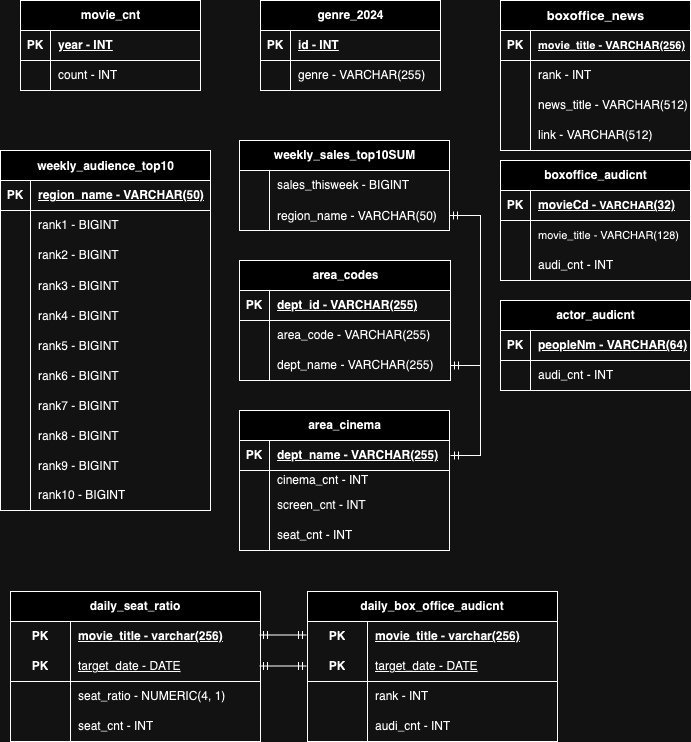 movie_cnt
PK year - INT
count - INT
genre_2024
PK id - INT
genre - VARCHAR(255)
boxoffice_news
PK movie_title - VARCHAR(256)
rank - INT
news_title - VARCHAR(512)
link - VARCHAR(512)
weekly_audience_top10
PK region_name - VARCHAR(50)
rank1 - BIGINT
rank2 - BIGINT
rank3 - BIGINT
rank4 - BIGINT
rank5 - BIGINT
rank6 - BIGINT
rank7 - BIGINT
rank8 - BIGINT
rank9 - BIGINT
rank10 - BIGINT
weekly_sales_top10SUM
sales_thisweek - BIGINT
region_name - VARCHAR(50)
area_codes
PK dept_id - VARCHAR(255)
area_code - VARCHAR(255)
dept_name - VARCHAR(255)
area_cinema
PK dept_name - VARCHAR(255)
cinema_cnt - INT
screen_cnt - INT
seat_cnt - INT
boxoffice_audicnt
PK movieCd - VARCHAR(32)
movie_title - VARCHAR(128)
audi_cnt - INT
actor_audicnt
PK peopleNm - VARCHAR(64)
audi_cnt - INT
daily_seat_ratio
PK movie_title - varchar(256)
PK target_date - DATE
seat_ratio - NUMERIC(4, 1)
seat_cnt - INT
daily_box_office_audicnt
PK movie_title - varchar(256)
PK target_date - DATE
rank - INT
audi_cnt - INT